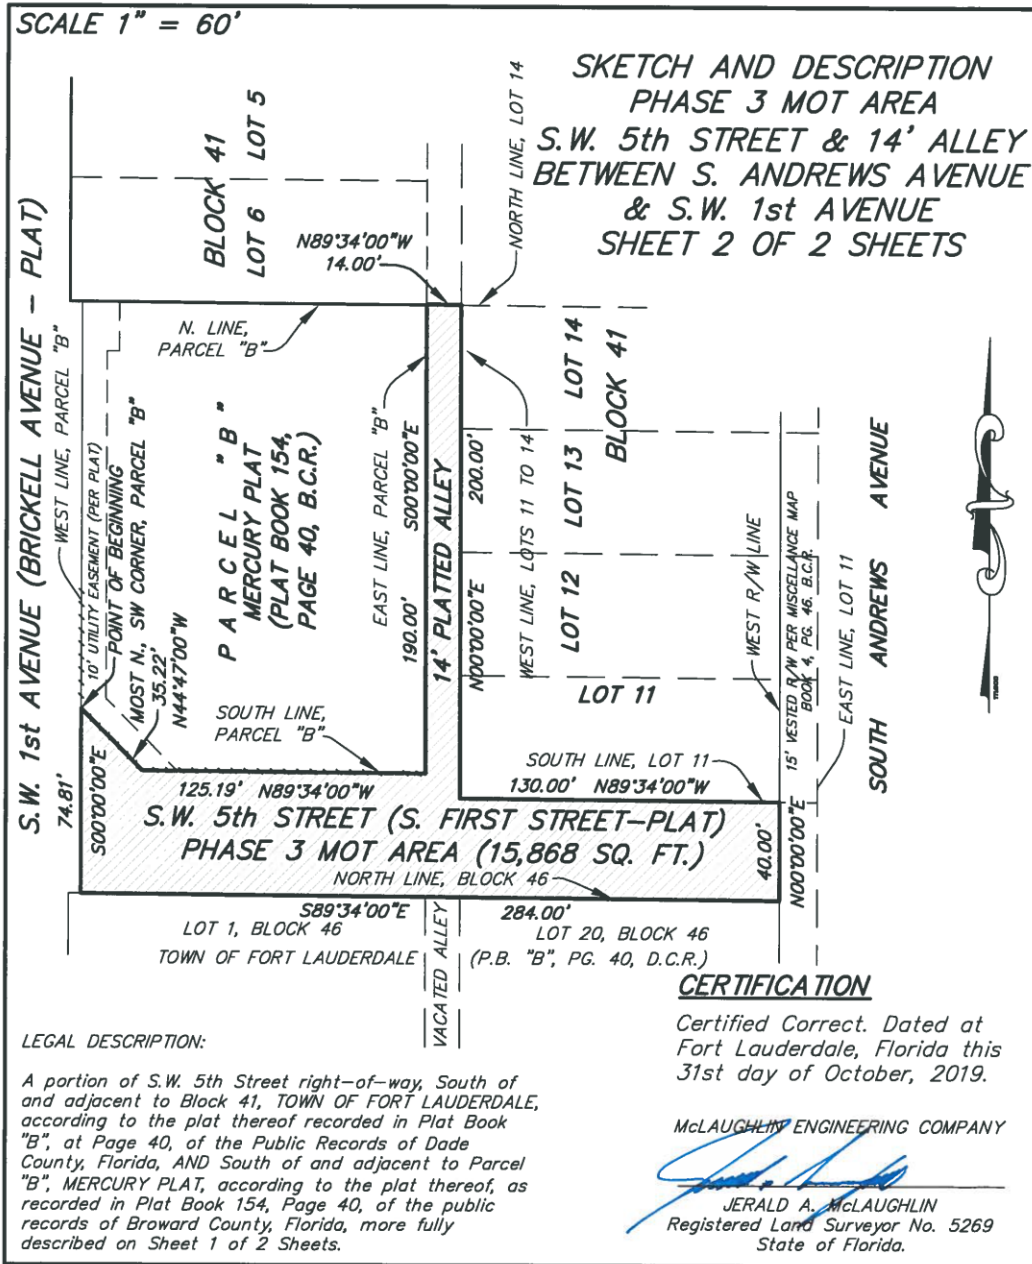 SCALE 1" = 60'
SKETCH AND DESCRIPTION
PHASE 3 MOT AREA
S.W. 5th STREET & 14' ALLEY
BETWEEN S. ANDREWS AVENUE
& S.W. 1st AVENUE
SHEET 2 OF 2 SHEETS
S.W. 1st AVENUE (BRICKELL AVENUE - PLAT)
BLOCK 41
LOT 5
LOT 6
N89°34'00"W
14.00'
NORTH LINE, LOT 14
N. LINE,
PARCEL "B"
WEST LINE, PARCEL "B"
10' UTILITY EASEMENT (PER PLAT)
POINT OF BEGINNING
MOST N., SW CORNER, PARCEL "B"
35.22'
N44°47'00"W
PARCEL "B"
MERCURY PLAT
(PLAT BOOK 154,
PAGE 40, B.C.R.)
EAST LINE, PARCEL "B"
190.00' S00°00'00"E
14' PLATTED ALLEY
N00°00'00"E 200.00'
WEST LINE, LOTS 11 TO 14
LOT 14
BLOCK 41
LOT 13
LOT 12
LOT 11
WEST R/W LINE
15' VESTED R/W PER MISCELLANCE MAP
BOOK 4, PG. 46, B.C.R.
EAST LINE, LOT 11
SOUTH ANDREWS AVENUE
SOUTH LINE,
PARCEL "B"
SOUTH LINE, LOT 11
74.81'
S00°00'00"E
125.19' N89°34'00"W
130.00' N89°34'00"W
S.W. 5th STREET (S. FIRST STREET-PLAT)
PHASE 3 MOT AREA (15,868 SQ. FT.)
40.00'
N00°00'00"E
NORTH LINE, BLOCK 46
S89°34'00"E 284.00'
LOT 1, BLOCK 46
LOT 20, BLOCK 46
TOWN OF FORT LAUDERDALE
(P.B. "B", PG. 40, D.C.R.)
VACATED ALLEY
LEGAL DESCRIPTION:
A portion of S.W. 5th Street right-of-way, South of
and adjacent to Block 41, TOWN OF FORT LAUDERDALE,
according to the plat thereof recorded in Plat Book
"B", at Page 40, of the Public Records of Dade
County, Florida, AND South of and adjacent to Parcel
"B", MERCURY PLAT, according to the plat thereof, as
recorded in Plat Book 154, Page 40, of the public
records of Broward County, Florida, more fully
described on Sheet 1 of 2 Sheets.
CERTIFICATION
Certified Correct. Dated at
Fort Lauderdale, Florida this
31st day of October, 2019.
McLAUGHLIN ENGINEERING COMPANY
JERALD A. McLAUGHLIN
Registered Land Surveyor No. 5269
State of Florida.